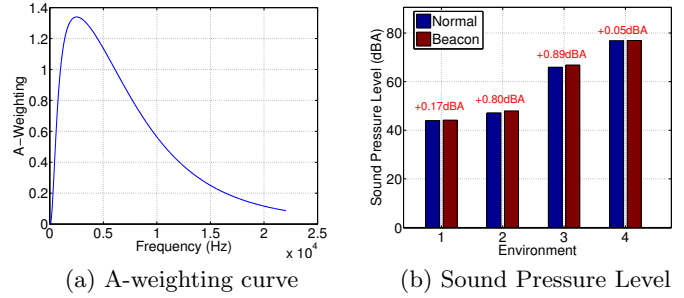 1.4
1.2
1
0.8
0.6
0.4
0.2
0
A-Weighting
0 0.5 1 1.5 2 2.5
x 10^4
Frequency (Hz)
(a) A-weighting curve
Normal
Beacon
80
60
40
20
0
Sound Pressure Level (dBA)
+0.17dBA
+0.80dBA
+0.89dBA
+0.05dBA
1 2 3 4
Environment
(b) Sound Pressure Level